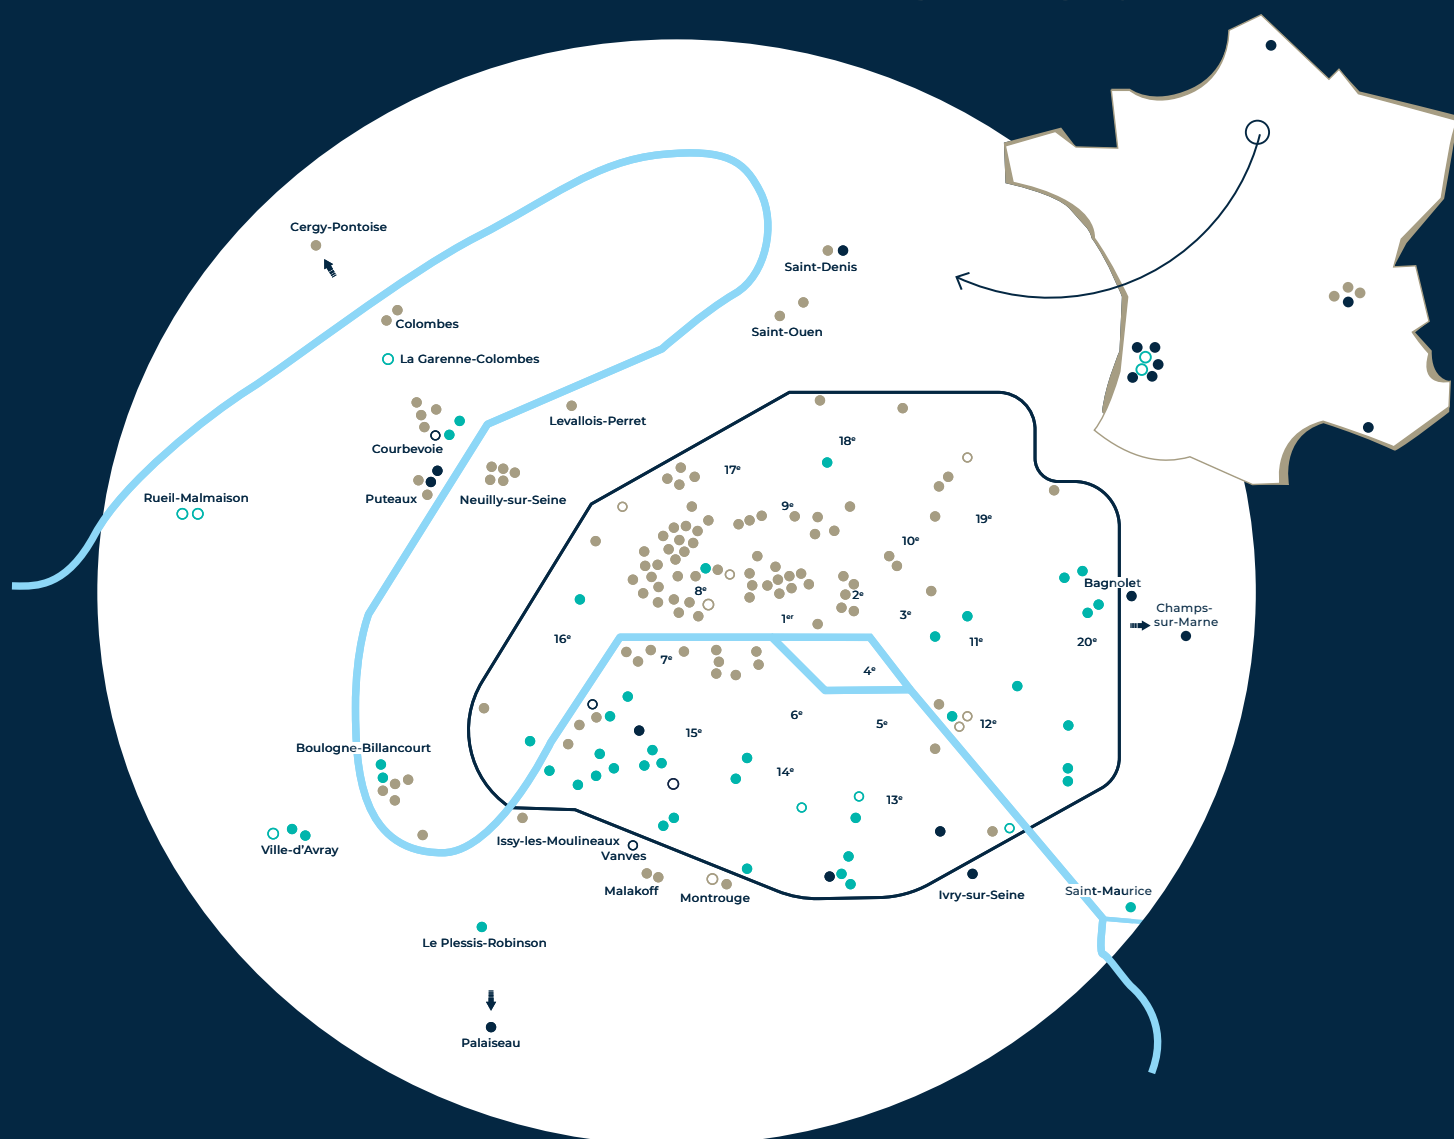 Cergy-Pontoise
Saint-Denis
Colombes
Saint-Ouen
La Garenne-Colombes
Levallois-Perret
Courbevoie
18e
17e
Rueil-Malmaison
Puteaux
Neuilly-sur-Seine
9e
19e
10e
Bagnolet
8e
2e
Champs-
sur-Marne
1er
3e
16e
11e
20e
7e
4e
6e
5e
12e
15e
Boulogne-Billancourt
14e
13e
Issy-les-Moulineaux
Ville-d’Avray
Vanves
Malakoff
Montrouge
Ivry-sur-Seine
Saint-Maurice
Le Plessis-Robinson
Palaiseau